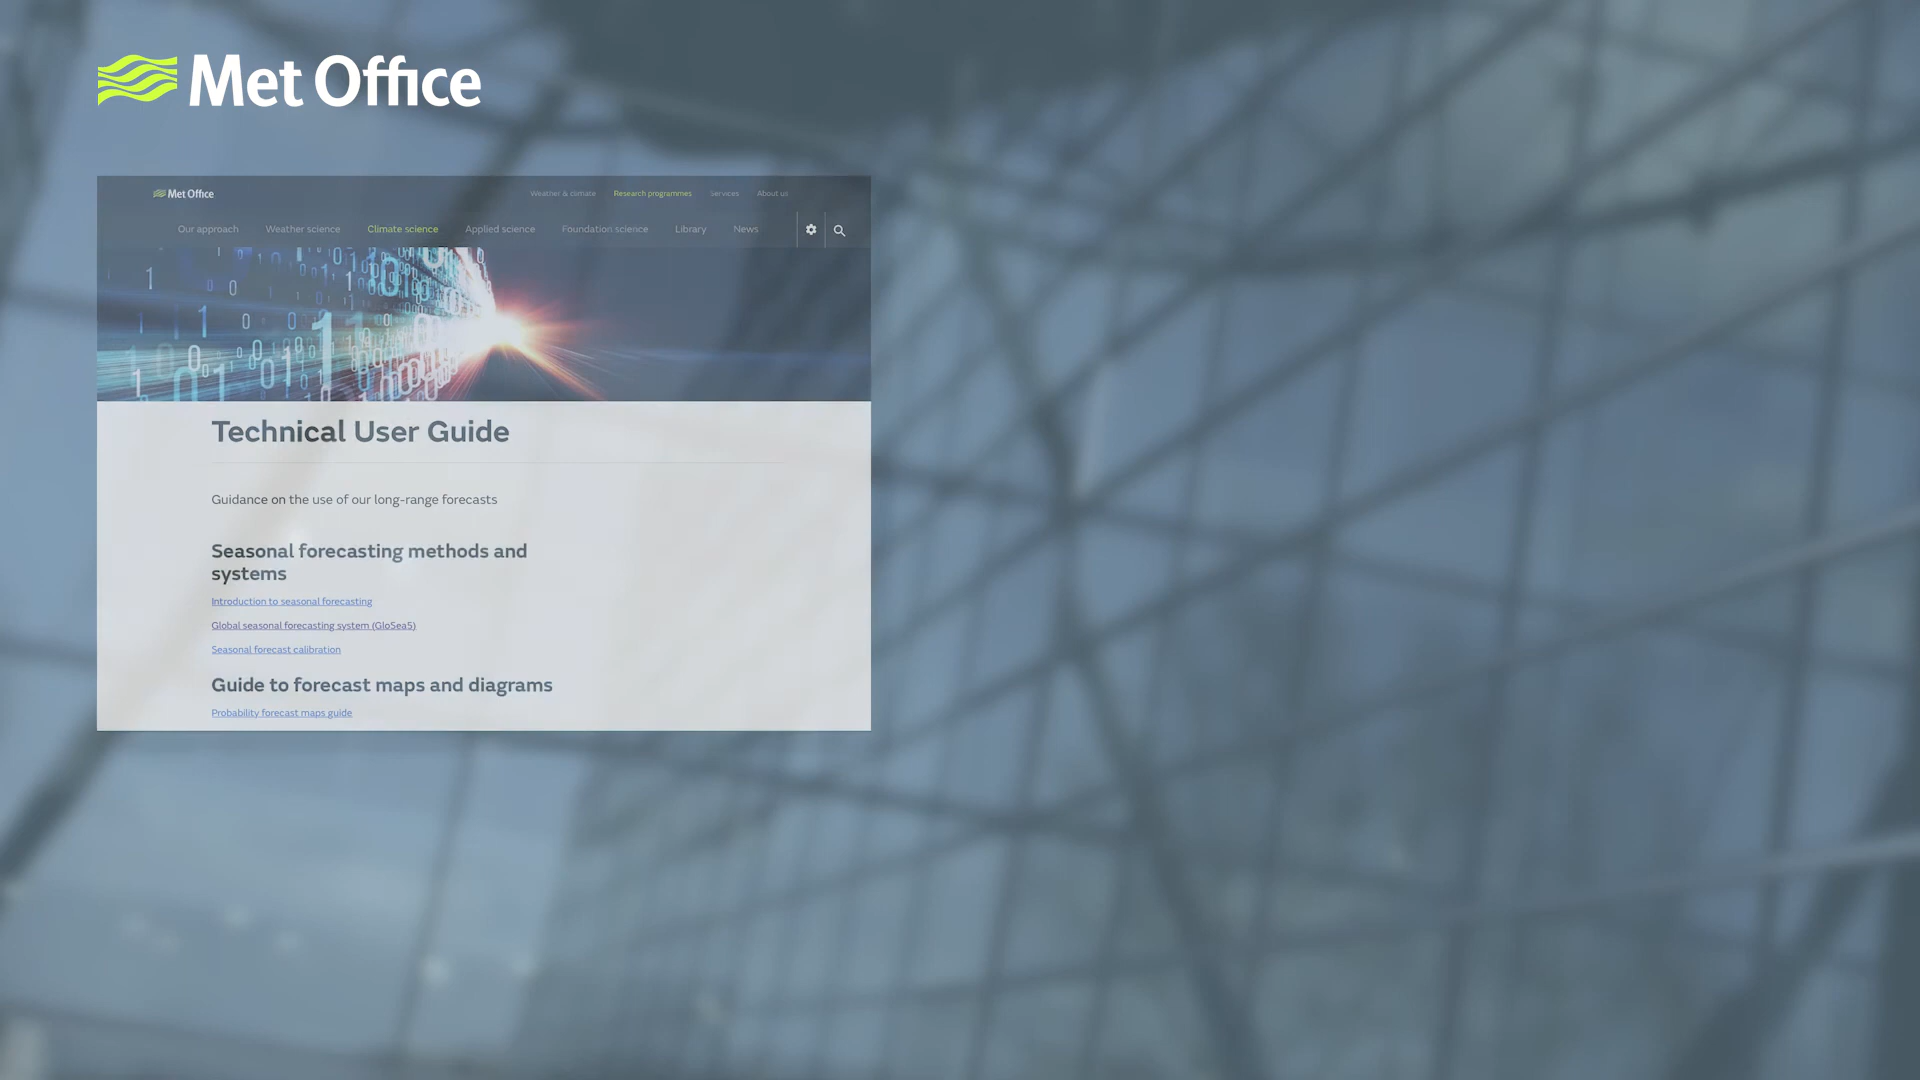 Met Office
Met Office
Weather & climate Research programmes Services About us
Our approach Weather science Climate science Applied science Foundation science Library News
Technical User Guide
Guidance on the use of our long-range forecasts
Seasonal forecasting methods and
systems
Introduction to seasonal forecasting
Global seasonal forecasting system (GloSea5)
Seasonal forecast calibration
Guide to forecast maps and diagrams
Probability forecast maps guide